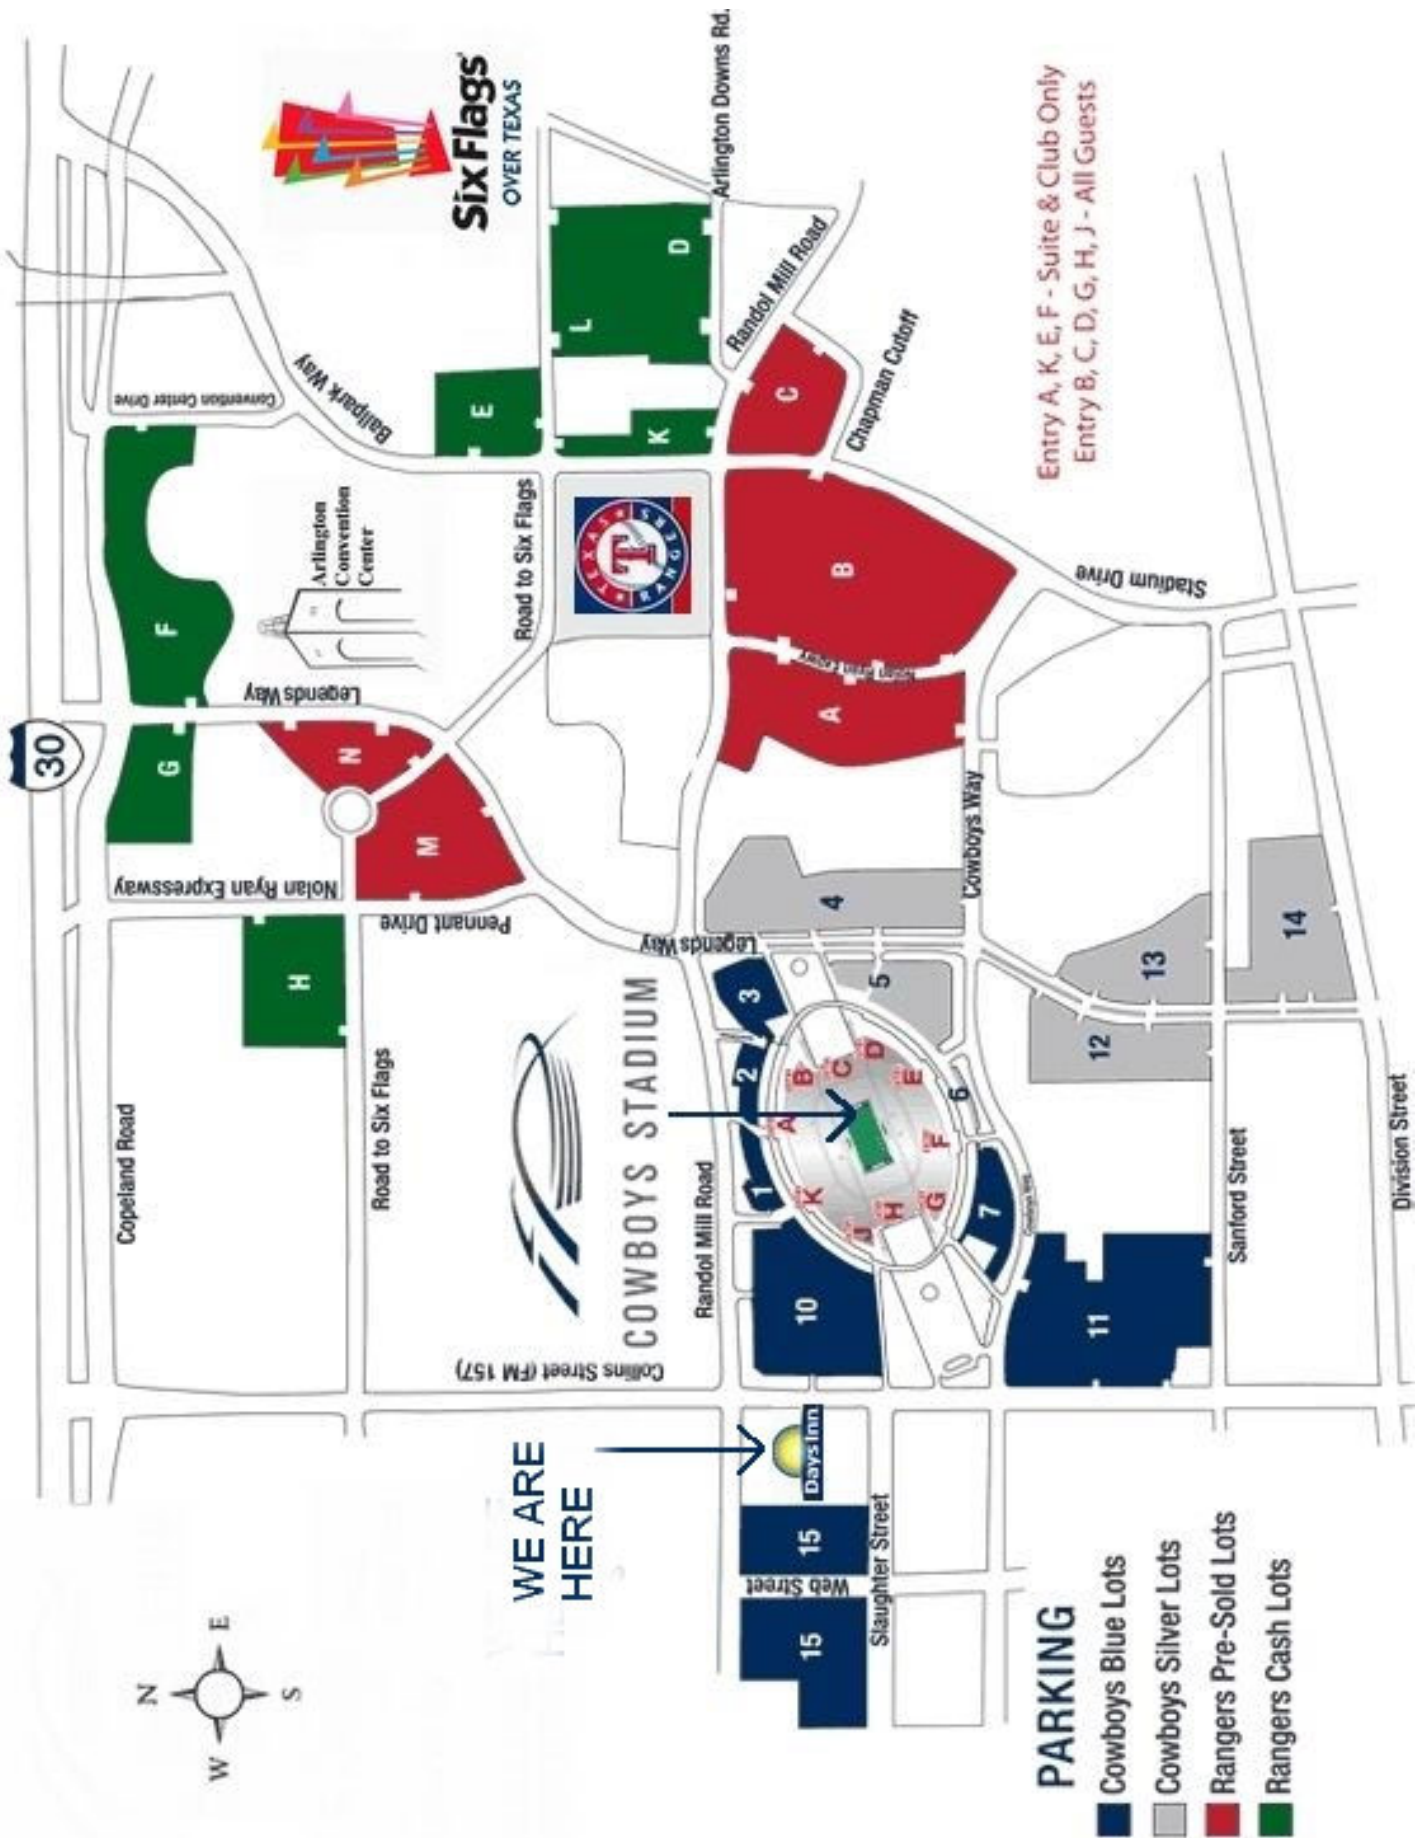 N
W
E
S
WE ARE
HERE
30
Copeland Road
Nolan Ryan Expressway
Convention Center Drive
Legends Way
Ballpark Way
H
G
F
N
M
E
Pennant Drive
Arlington
Convention
Center
SixFlags
OVER TEXAS
Road to Six Flags
Road to Six Flags
Collins Street (FM 157)
COWBOYS STADIUM
TEXAS
RANGERS
T
L
D
K
Arlington Downs Rd.
Randol Mill Road
Randol Mill Road
Legends Way
Chapman Cutoff
C
B
A
Stadium Drive
Cowboys Way
DaysInn
15
15
Web Street
Slaughter Street
10
1
2
3
4
5
6
7
11
12
13
14
A
B
C
D
E
F
G
H
J
K
Sanford Street
Division Street
Entry A, K, E, F - Suite & Club Only
Entry B, C, D, G, H, J - All Guests
PARKING
Cowboys Blue Lots
Cowboys Silver Lots
Rangers Pre-Sold Lots
Rangers Cash Lots